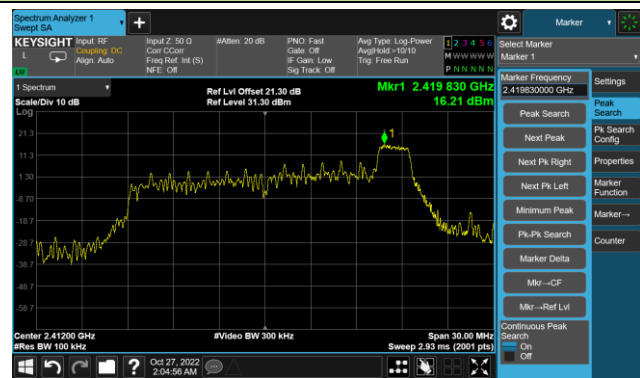 Spectrum Analyzer 1
Swept SA
Marker
KEYSIGHT Input: RF
L Coupling: DC
Align: Auto
Input Z: 50 Ω
Corr CCorr
Freq Ref: Int (S)
NFE: Off
#Atten: 20 dB
PNO: Fast
Gate: Off
IF Gain: Low
Sig Track: Off
Avg Type: Log-Power
Avg|Hold:>10/10
Trig: Free Run
1 2 3 4 5 6
M W W W W W
P N N N N N
Select Marker
Marker 1
1 Spectrum
Scale/Div 10 dB
Log
Ref Lvl Offset 21.30 dB
Ref Level 31.30 dBm
Mkr1 2.419 830 GHz
16.21 dBm
21.3
11.3
1.30
-8.70
-18.7
-28.7
-38.7
-48.7
-58.7
1
Center 2.41200 GHz
#Res BW 100 kHz
#Video BW 300 kHz
Span 30.00 MHz
Sweep 2.93 ms (2001 pts)
Marker Frequency
2.419830000 GHz
Peak Search
Next Peak
Next Pk Right
Next Pk Left
Minimum Peak
Pk-Pk Search
Marker Delta
Mkr→CF
Mkr→Ref Lvl
Continuous Peak
Search
On
Off
Settings
Peak
Search
Pk Search
Config
Properties
Marker
Function
Marker→
Counter
Oct 27, 2022
2:04:56 AM